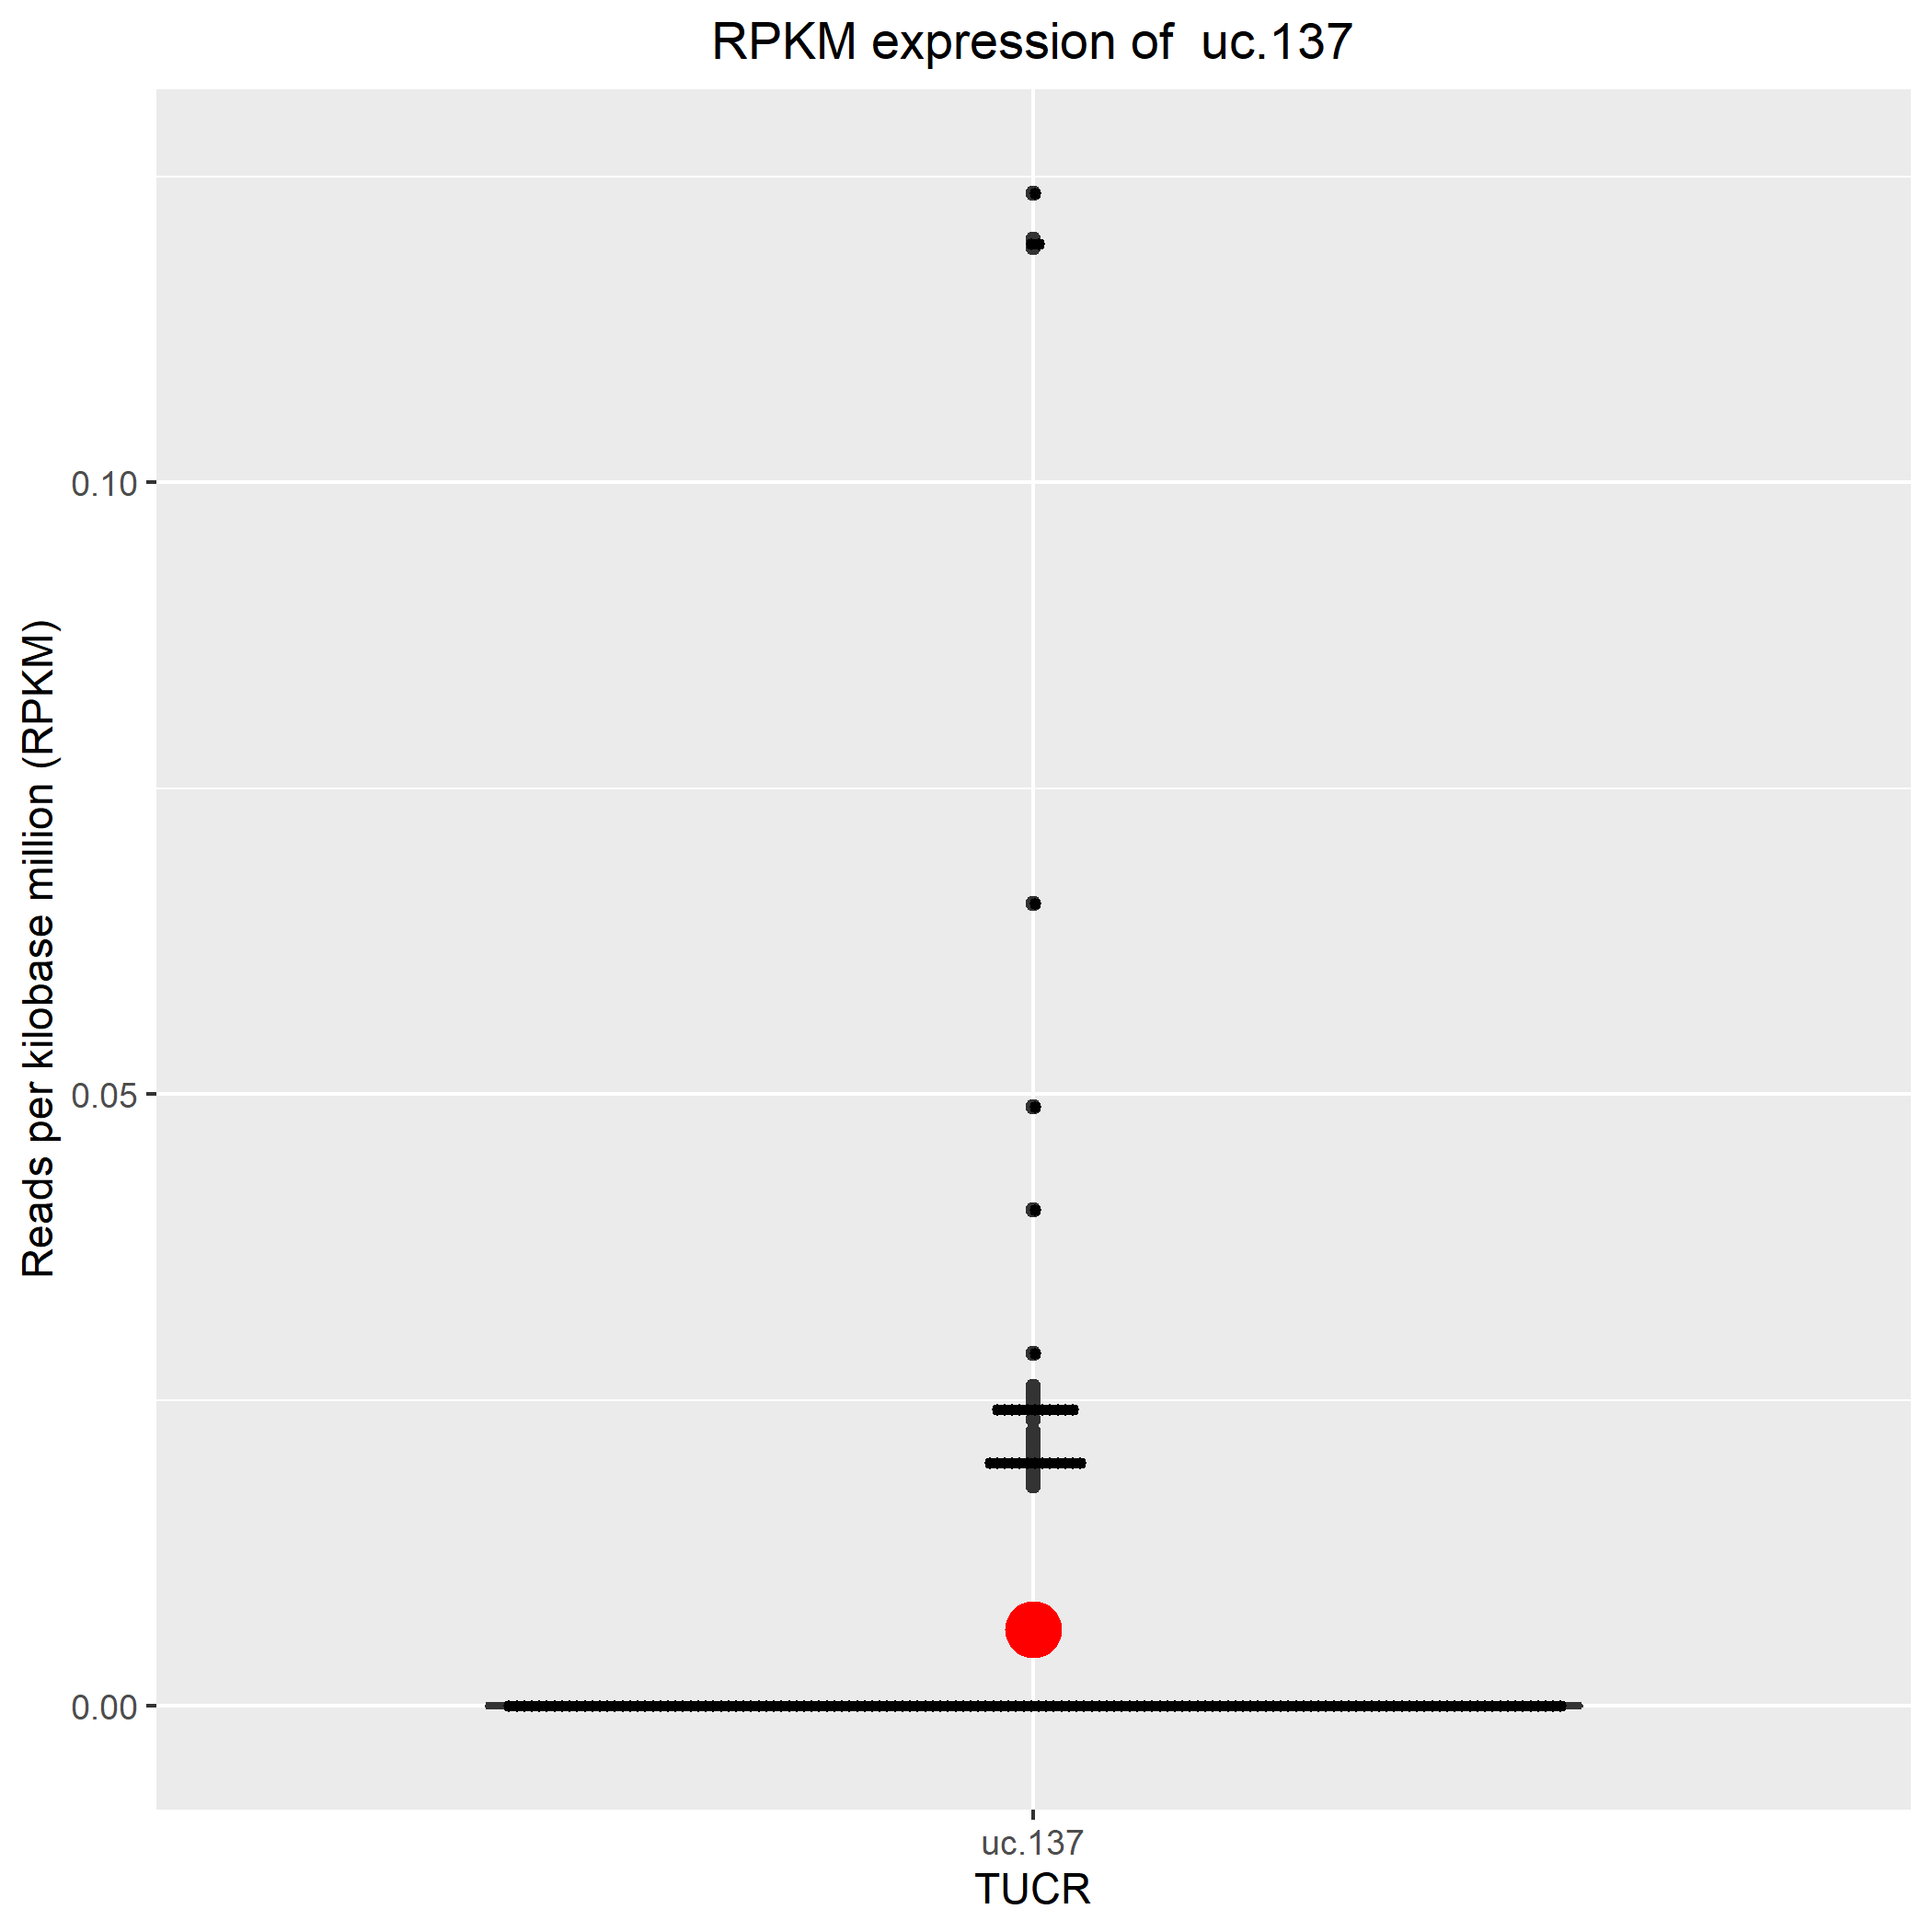 RPKM expression of  uc.137
Reads per kilobase million (RPKM)
0.10
0.05
0.00
uc.137
TUCR